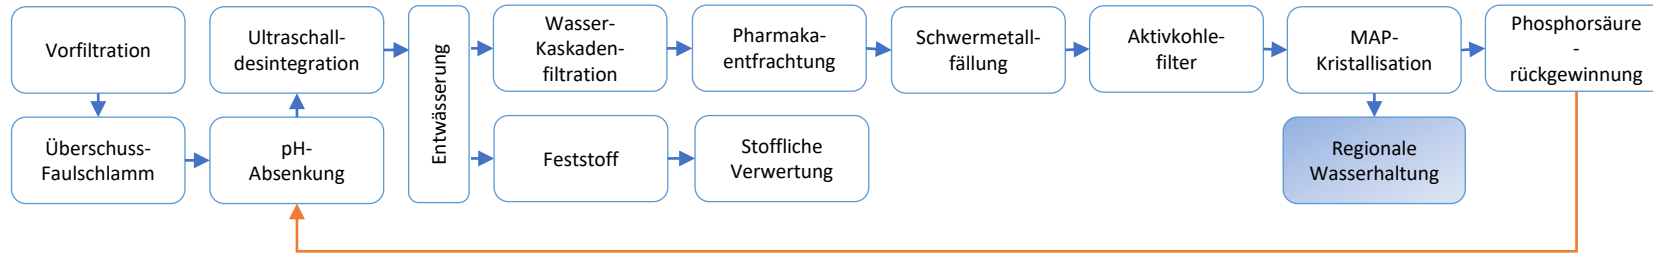 Vorfiltration
Überschuss-
Faulschlamm
Ultraschall-
desintegration
pH-
Absenkung
Entwässerung
Wasser-
Kaskaden-
filtration
Pharmaka-
entfrachtung
Schwermetall-
fällung
Aktivkohle-
filter
MAP-
Kristallisation
Phosphorsäure
-
rückgewinnung
Feststoff
Stoffliche
Verwertung
Regionale
Wasserhaltung